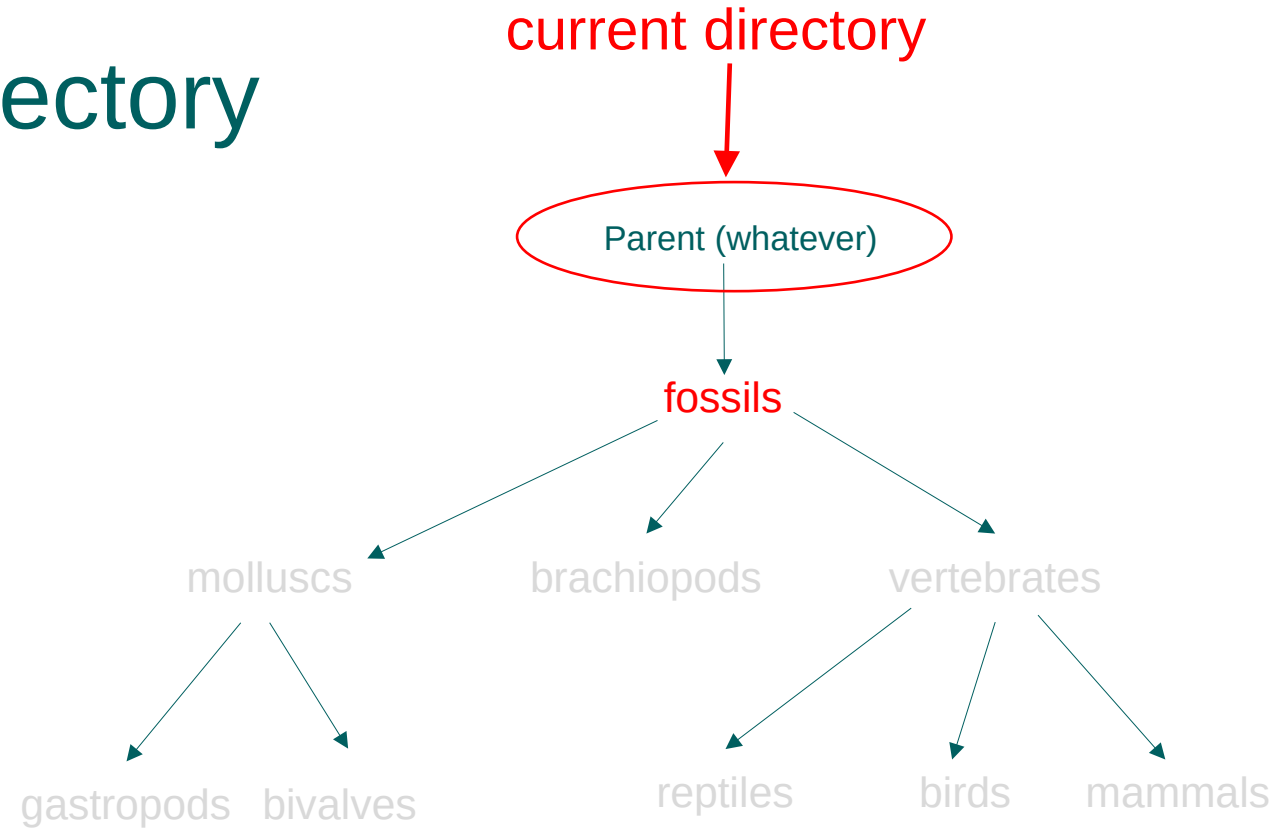 current directory
ectory
Parent (whatever)
fossils
molluscs brachiopods vertebrates
gastropods bivalves reptiles birds mammals